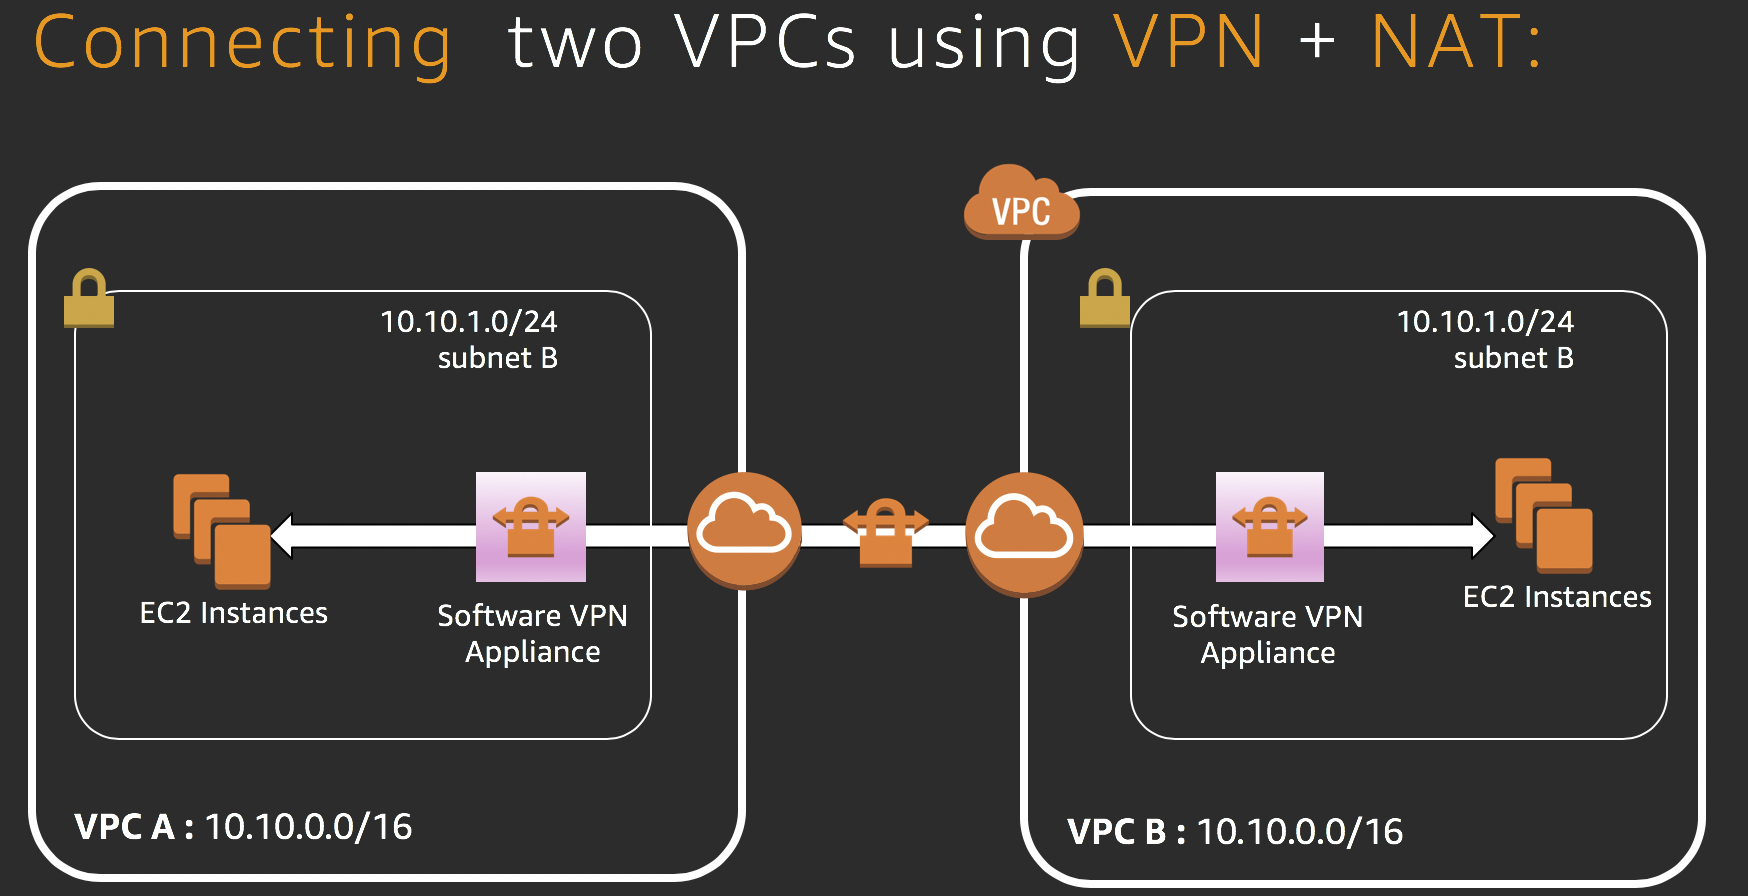 Connecting two VPCs using VPN + NAT:
VPC
10.10.1.0/24
subnet B
EC2 Instances
Software VPN
Appliance
VPC A : 10.10.0.0/16
10.10.1.0/24
subnet B
Software VPN
Appliance
EC2 Instances
VPC B : 10.10.0.0/16